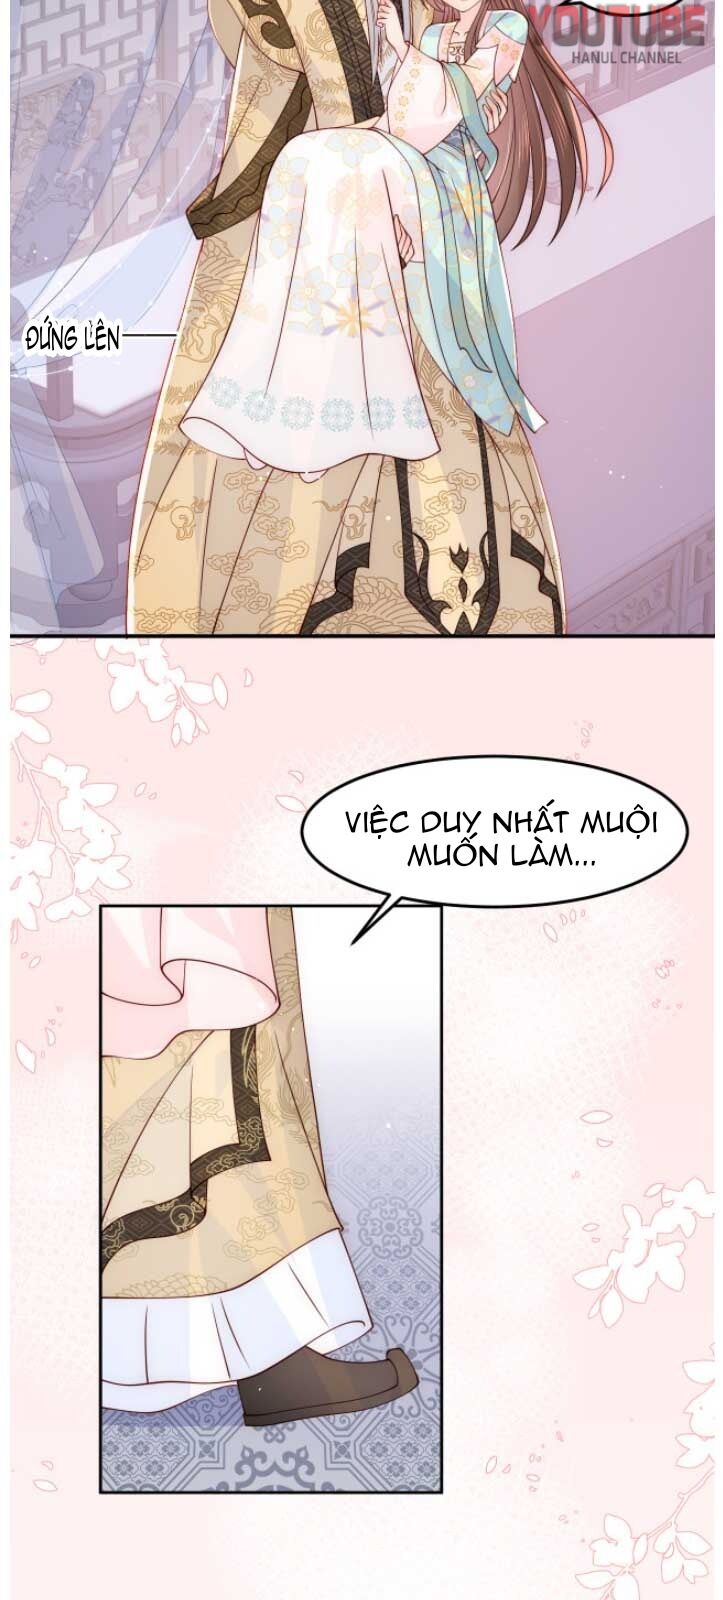 YOUTUBE
HANUL CHANNEL
ĐỨNG LÊN
VIỆC DUY NHẤT MUỘI
MUỐN LÀM...